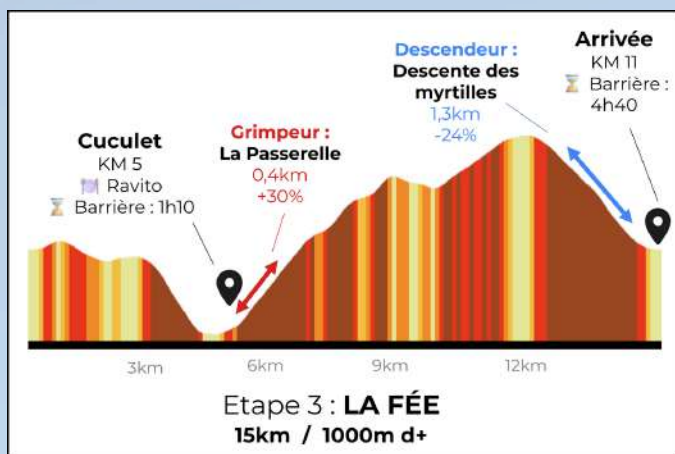 Cuculet
KM 5
🍽️ Ravito
⌛ Barrière : 1h10
Grimpeur :
La Passerelle
0,4km
+30%
Descendeur :
Descente des
myrtilles
1,3km
-24%
Arrivée
KM 11
⌛ Barrière :
4h40
3km
6km
9km
12km
Etape 3 : LA FÉE
15km / 1000m d+